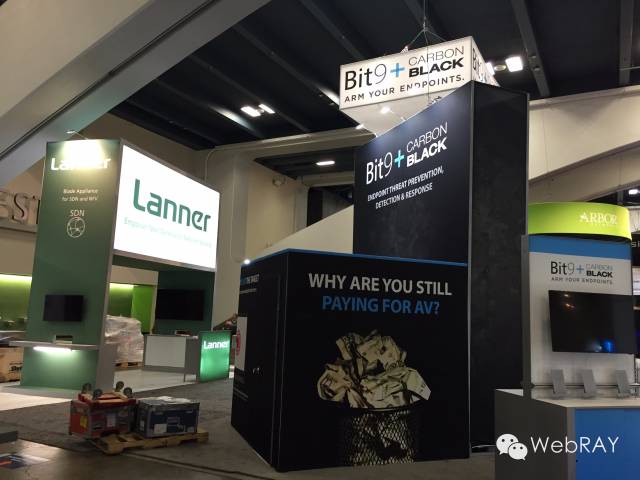 Bit9+ CARBON
BLACK
ARM YOUR ENDPOINTS.
Lanner
Blade Appliance
for SDN and NFV
SDN
Lanner
Bit9+ CARBON
BLACK
ENDPOINT THREAT PREVENTION,
DETECTION & RESPONSE
ARBOR
Bit9+ CARBON
BLACK
ARM YOUR ENDPOINTS.
WHY ARE YOU STILL
PAYING FOR AV?
Lanner
WebRAY